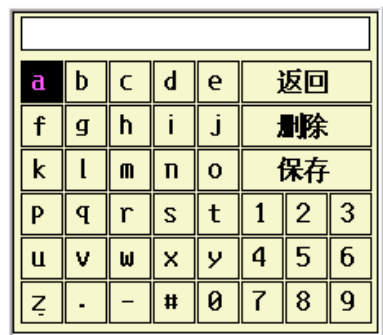 a b c d e 返回
f g h i j 删除
k l m n o 保存
p q r s t 1 2 3
u v w x y 4 5 6
z . - # 0 7 8 9